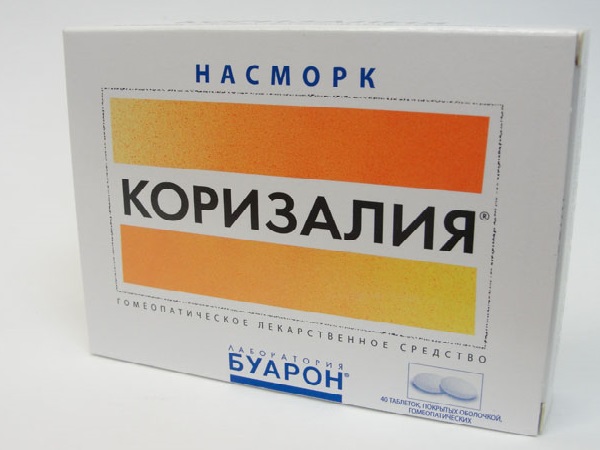 НАСМОРК
КОРИЗАЛИЯ®
ГОМЕОПАТИЧЕСКОЕ ЛЕКАРСТВЕННОЕ СРЕДСТВО
ЛАБОРАТОРИЯ
БУАРОН®
40 ТАБЛЕТОК, ПОКРЫТЫХ ОБОЛОЧКОЙ,
ГОМЕОПАТИЧЕСКИХ